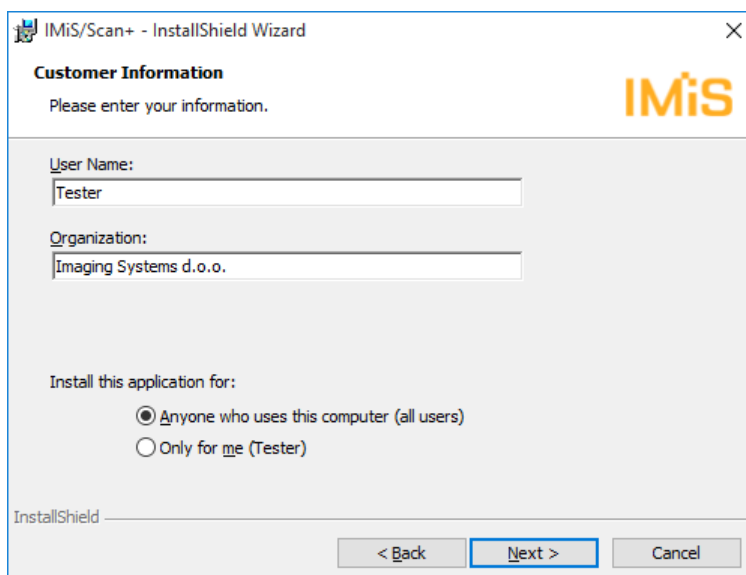 IMiS/Scan+ - InstallShield Wizard
Customer Information
Please enter your information.
IMiS
User Name:
Tester
Organization:
Imaging Systems d.o.o.
Install this application for:
Anyone who uses this computer (all users)
Only for me (Tester)
InstallShield
< Back
Next >
Cancel